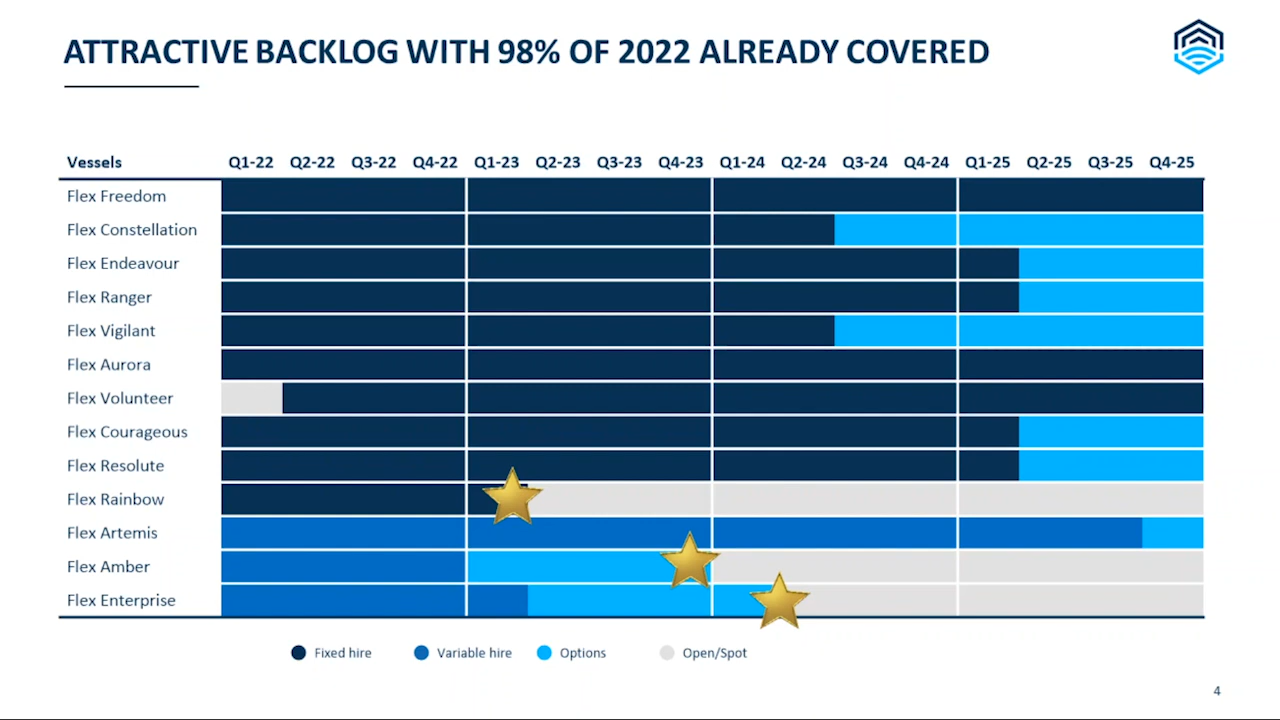 ATTRACTIVE BACKLOG WITH 98% OF 2022 ALREADY COVERED
Vessels Q1-22 Q2-22 Q3-22 Q4-22 Q1-23 Q2-23 Q3-23 Q4-23 Q1-24 Q2-24 Q3-24 Q4-24 Q1-25 Q2-25 Q3-25 Q4-25
Flex Freedom
Flex Constellation
Flex Endeavour
Flex Ranger
Flex Vigilant
Flex Aurora
Flex Volunteer
Flex Courageous
Flex Resolute
Flex Rainbow
Flex Artemis
Flex Amber
Flex Enterprise
Fixed hire Variable hire Options Open/Spot
4